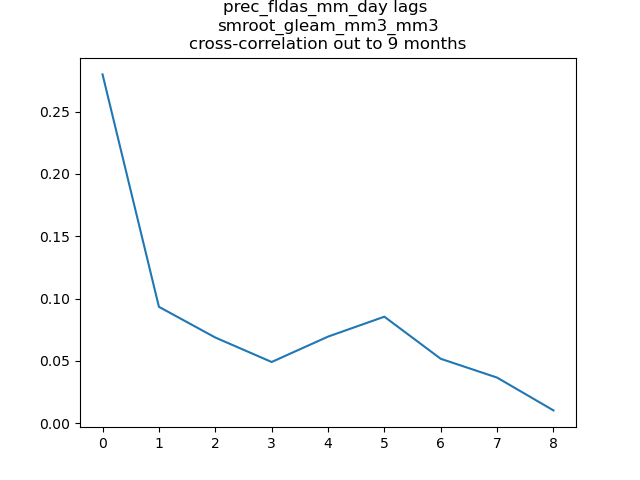 prec_fldas_mm_day lags
smroot_gleam_mm3_mm3
cross-correlation out to 9 months
0.25
0.20
0.15
0.10
0.05
0.00
0 1 2 3 4 5 6 7 8